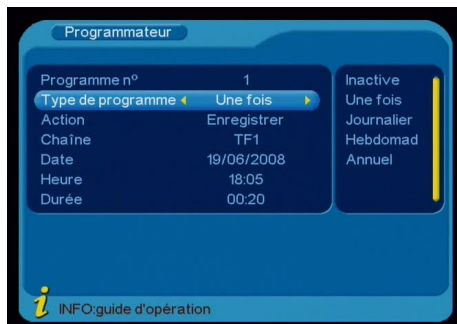 Programmateur
Programme nº 1
Type de programme Une fois
Action Enregistrer
Chaîne TF1
Date 19/06/2008
Heure 18:05
Durée 00:20
Inactive
Une fois
Journalier
Hebdomad
Annuel
i INFO:guide d'opération